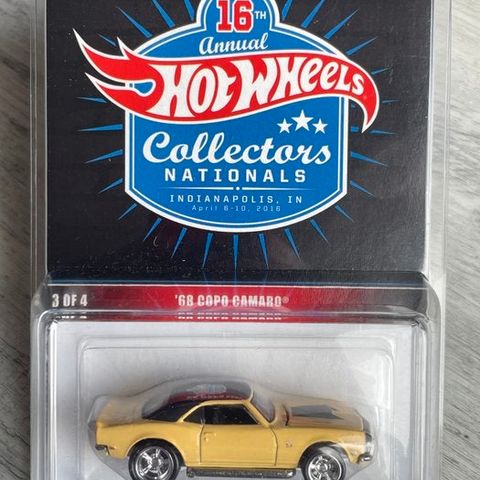 16TH
Annual
HOT WHEELS
Collectors
NATIONALS
INDIANAPOLIS, IN
April 6-10, 2016
3 OF 4
'68 COPO CAMARO®